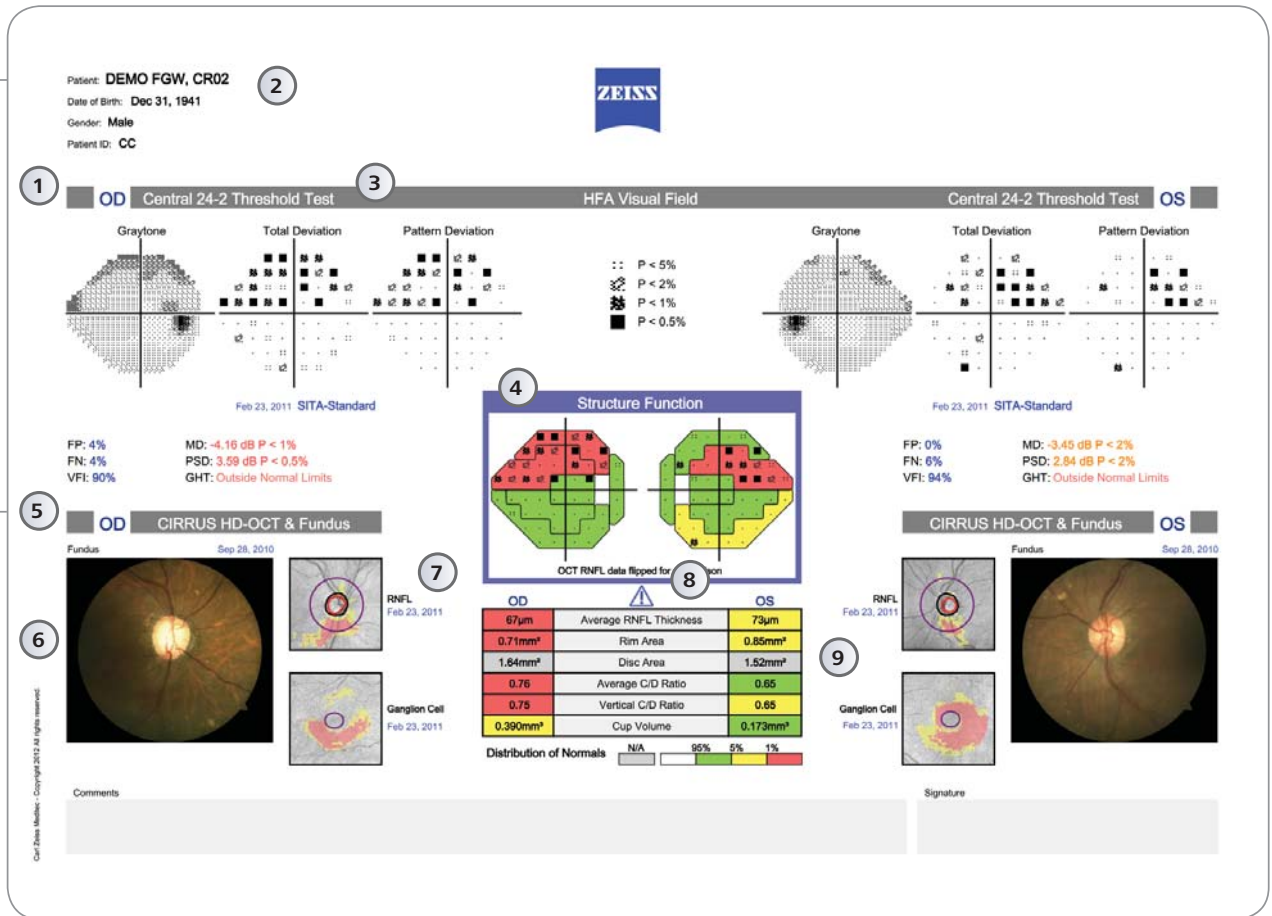 Patient: DEMO FGW, CR02
2
Date of Birth: Dec 31, 1941
Gender: Male
Patient ID: CC
ZEISS
1
OD Central 24-2 Threshold Test
3
HFA Visual Field
Central 24-2 Threshold Test OS
Graytone Total Deviation Pattern Deviation
P < 5%
P < 2%
P < 1%
P < 0.5%
Graytone Total Deviation Pattern Deviation
Feb 23, 2011 SITA-Standard
Feb 23, 2011 SITA-Standard
FP: 4% MD: -4.16 dB P < 1%
FN: 4% PSD: 3.59 dB P < 0.5%
VFI: 90% GHT: Outside Normal Limits
4
Structure Function
OCT RNFL data flipped for
son
FP: 0% MD: -3.45 dB P < 2%
FN: 6% PSD: 2.84 dB P < 2%
VFI: 94% GHT: Outside Normal Limits
5
OD CIRRUS HD-OCT & Fundus
Fundus Sep 28, 2010
6
7
RNFL
Feb 23, 2011
Ganglion Cell
Feb 23, 2011
8
OD OS
67µm Average RNFL Thickness 73µm
0.71mm² Rim Area 0.85mm²
1.64mm² Disc Area 1.52mm²
0.76 Average C/D Ratio 0.65
0.75 Vertical C/D Ratio 0.65
0.390mm³ Cup Volume 0.173mm³
Distribution of Normals N/A 95% 5% 1%
9
CIRRUS HD-OCT & Fundus OS
Fundus Sep 28, 2010
RNFL
Feb 23, 2011
Ganglion Cell
Feb 23, 2011
Comments
Signature
Carl Zeiss Meditec - Copyright 2012 All rights reserved.